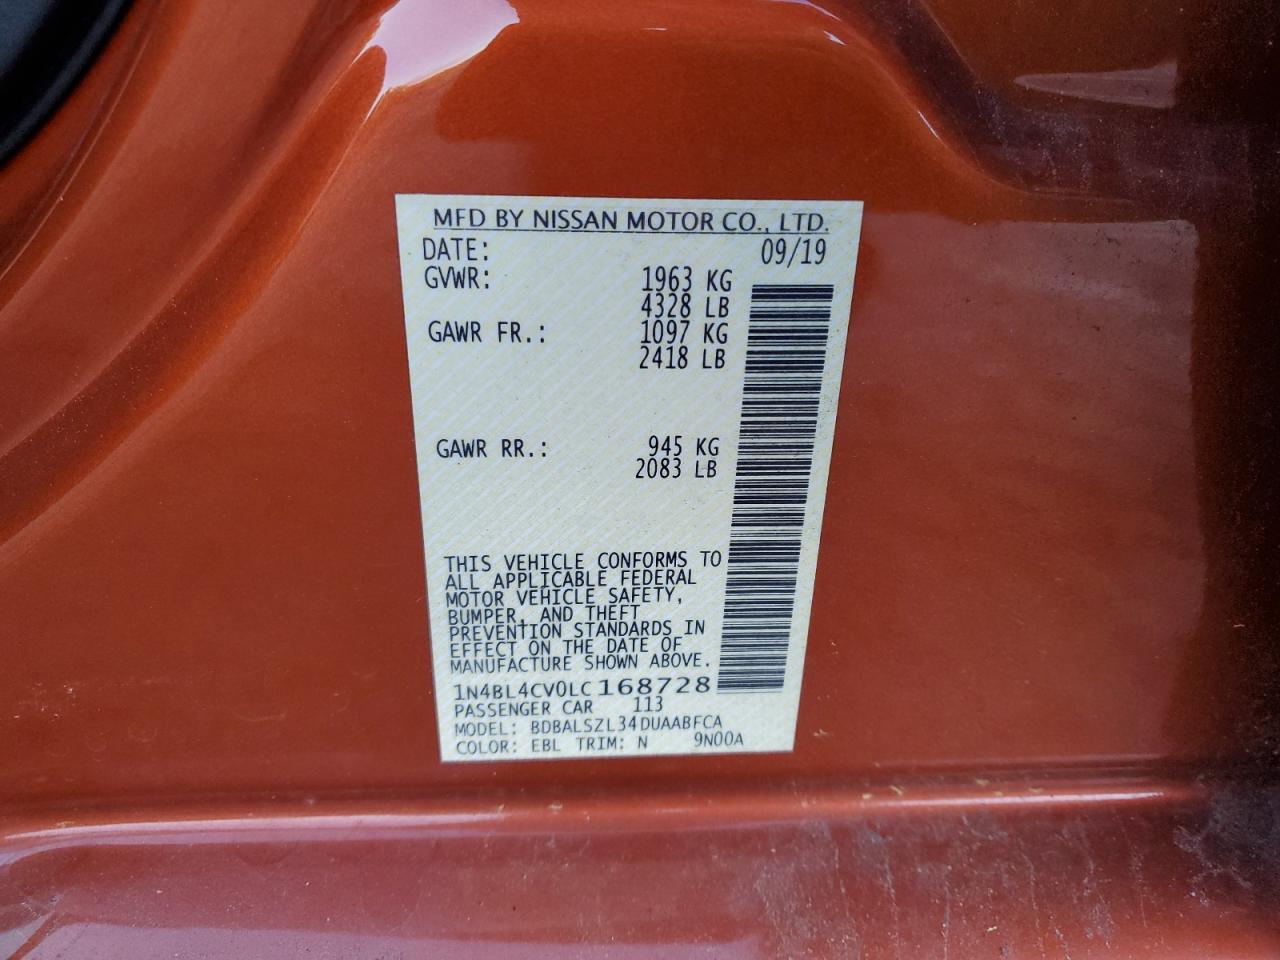 MFD BY NISSAN MOTOR CO., LTD.
DATE: 09/19
GVWR: 1963 KG
4328 LB
GAWR FR.: 1097 KG
2418 LB
GAWR RR.: 945 KG
2083 LB
THIS VEHICLE CONFORMS TO
ALL APPLICABLE FEDERAL
MOTOR VEHICLE SAFETY,
BUMPER, AND THEFT
PREVENTION STANDARDS IN
EFFECT ON THE DATE OF
MANUFACTURE SHOWN ABOVE.
1N4BL4CV0LC168728
PASSENGER CAR 113
MODEL: BDBALSZL34DUAABFCA
COLOR: EBL TRIM: N 9N00A